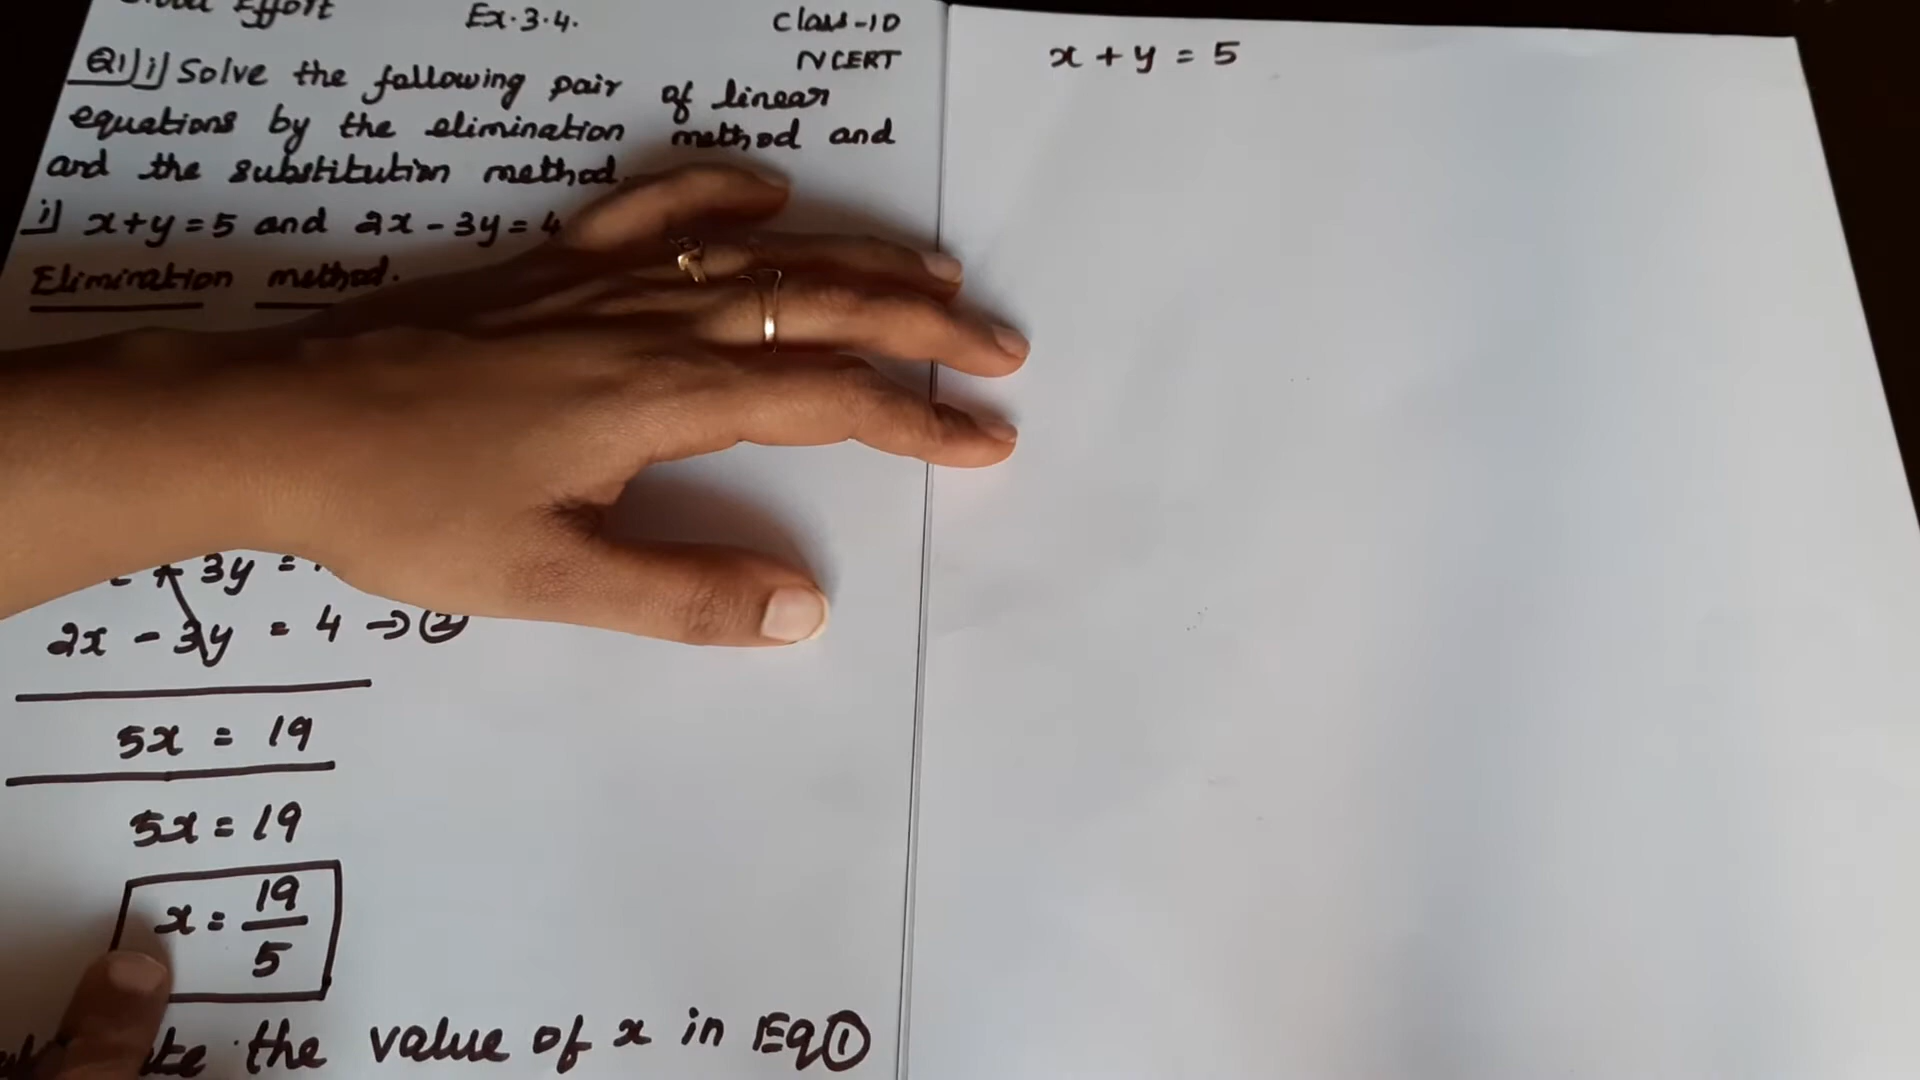 Effort Ex.3.4. Class-10
NCERT
Q1) i) Solve the following pair of linear
equations by the elimination method and
and the substitution method.
i) x+y=5 and 2x-3y=4
Elimination method.
3y =
2x - 3y = 4 → ②
5x = 19
5x = 19
x = 19/5
the value of x in Eq①
x + y = 5